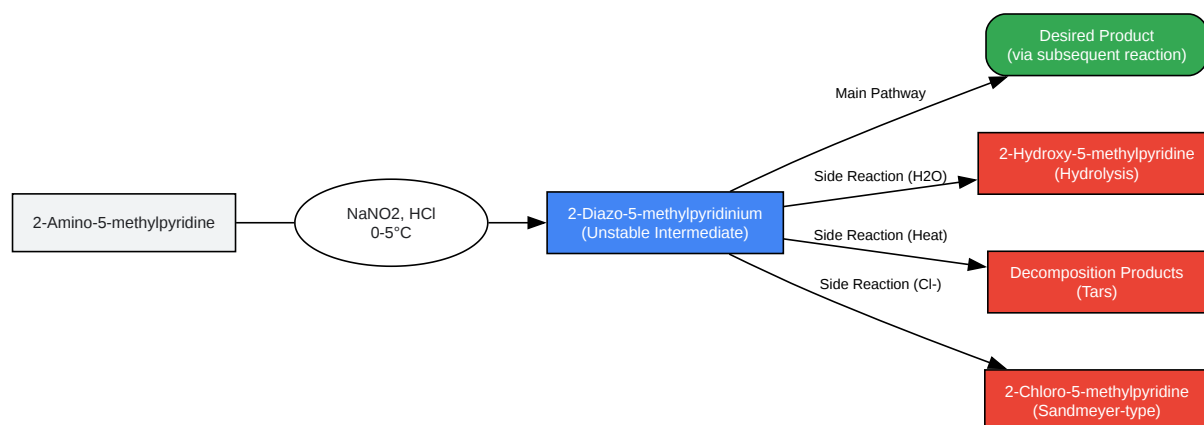 Desired Product
(via subsequent reaction)
Main Pathway
2-Hydroxy-5-methylpyridine
(Hydrolysis)
Side Reaction (H2O)
2-Amino-5-methylpyridine
NaNO2, HCl
0-5°C
2-Diazo-5-methylpyridinium
(Unstable Intermediate)
Side Reaction (Heat)
Decomposition Products
(Tars)
Side Reaction (Cl-)
2-Chloro-5-methylpyridine
(Sandmeyer-type)